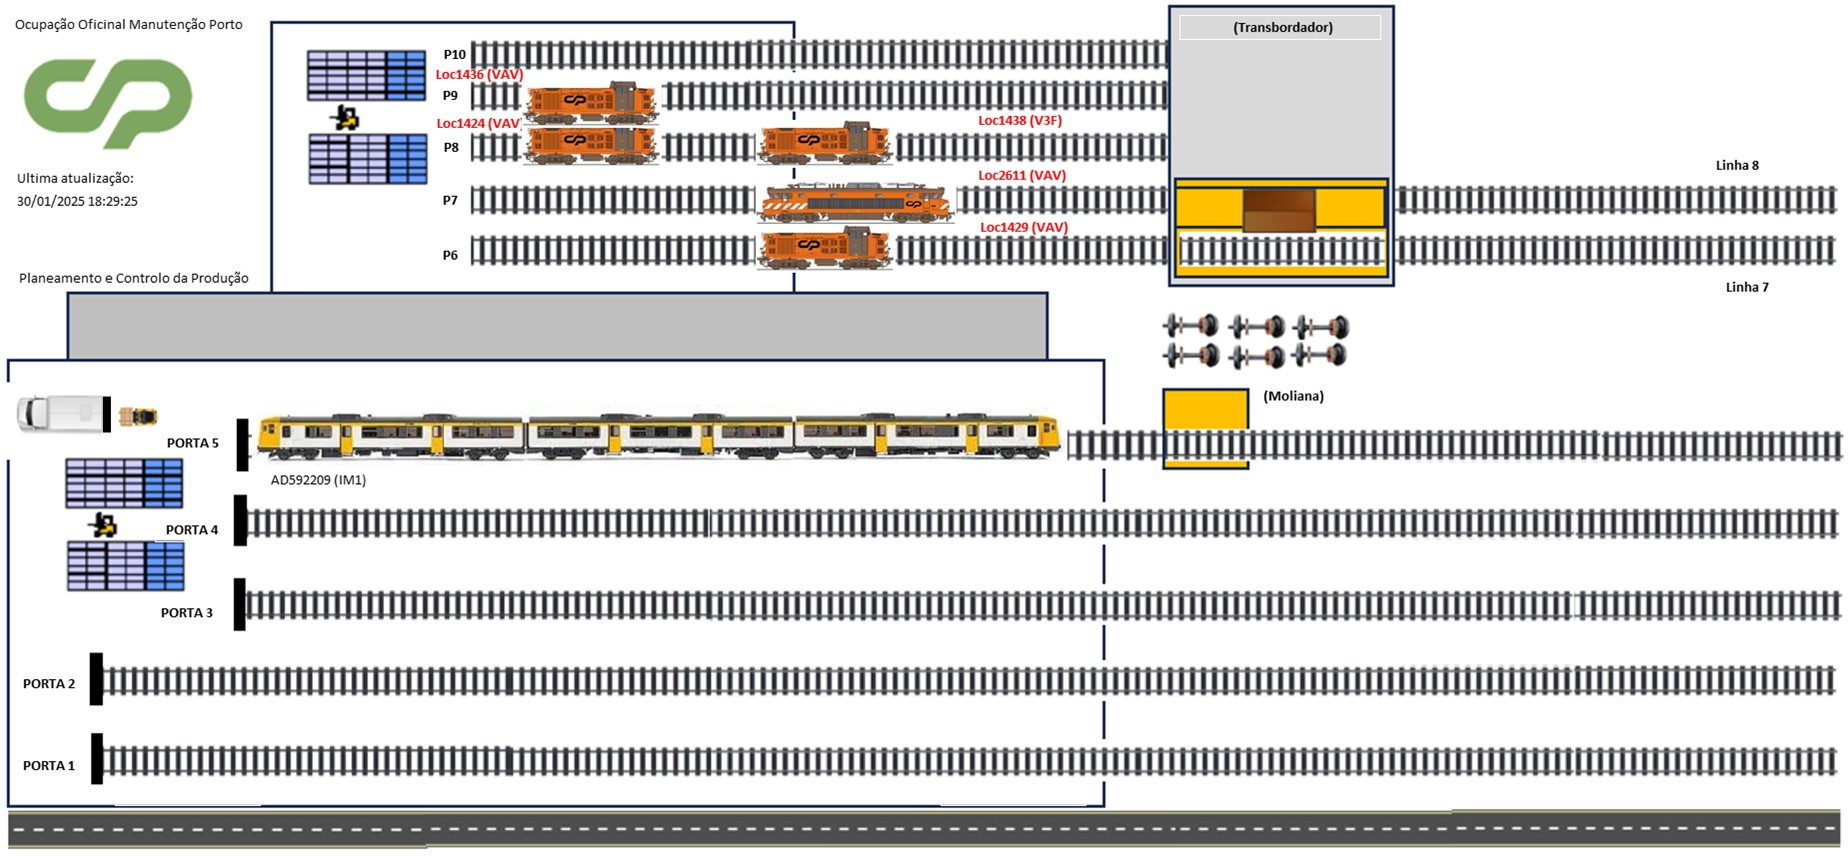 Ocupação Oficinal Manutenção Porto
(Transbordador)
P10
Loc1436 (VAV)
P9
Loc1424 (VAV)
Loc1438 (V3F)
P8
Linha 8
Ultima atualização:
30/01/2025 18:29:25
Loc2611 (VAV)
P7
Loc1429 (VAV)
P6
Planeamento e Controlo da Produção
Linha 7
(Moliana)
PORTA 5
AD592209 (IM1)
PORTA 4
PORTA 3
PORTA 2
PORTA 1